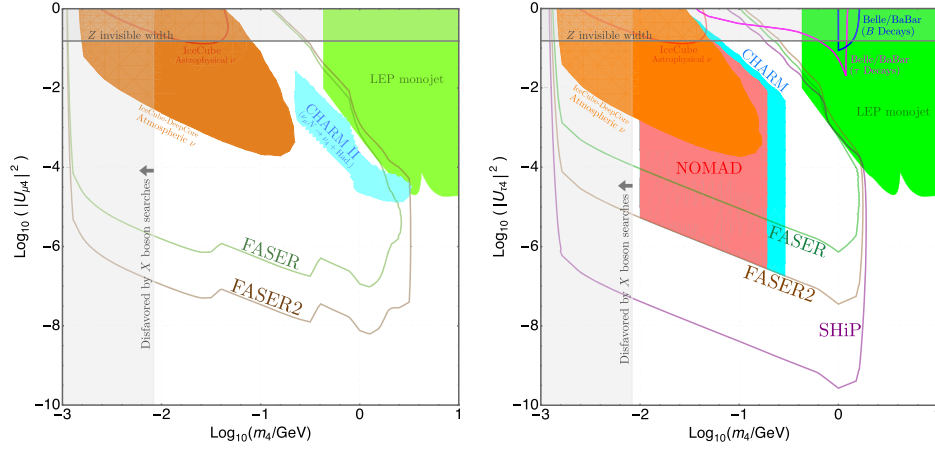 0
-2
-4
-6
-8
-10
-3
-2
-1
0
1
Log10(m4/GeV)
Log10 (|Uμ4|²)
Z invisible width
IceCube
Astrophysical ν
IceCube-DeepCore
Atmospheric ν
CHARM II
(νμN → ν4 + Had.)
LEP monojet
Disfavored by X boson searches
FASER
FASER2
0
-2
-4
-6
-8
-10
-3
-2
-1
0
Log10(m4/GeV)
Log10 (|Uτ4|²)
Z invisible width
IceCube
Astrophysical ν
IceCube-DeepCore
Atmospheric ν
CHARM
Belle/BaBar
(B Decays)
Belle/BaBar
(τ Decays)
LEP monojet
NOMAD
Disfavored by X boson searches
FASER
FASER2
SHiP